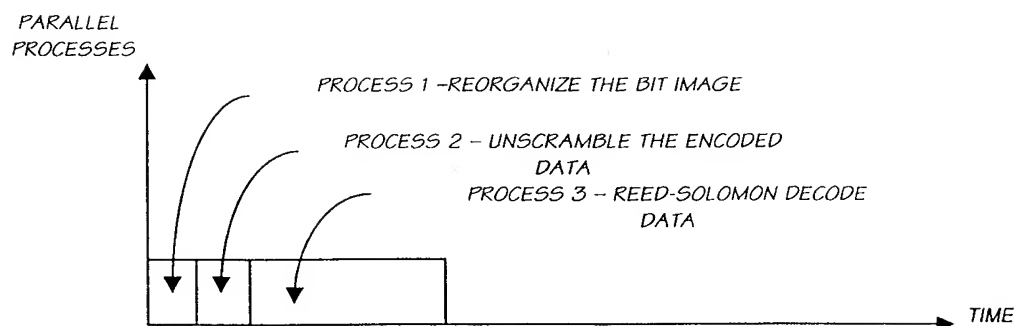 PARALLEL
PROCESSES
PROCESS 1 –REORGANIZE THE BIT IMAGE
PROCESS 2 – UNSCRAMBLE THE ENCODED
DATA
PROCESS 3 – REED-SOLOMON DECODE
DATA
TIME